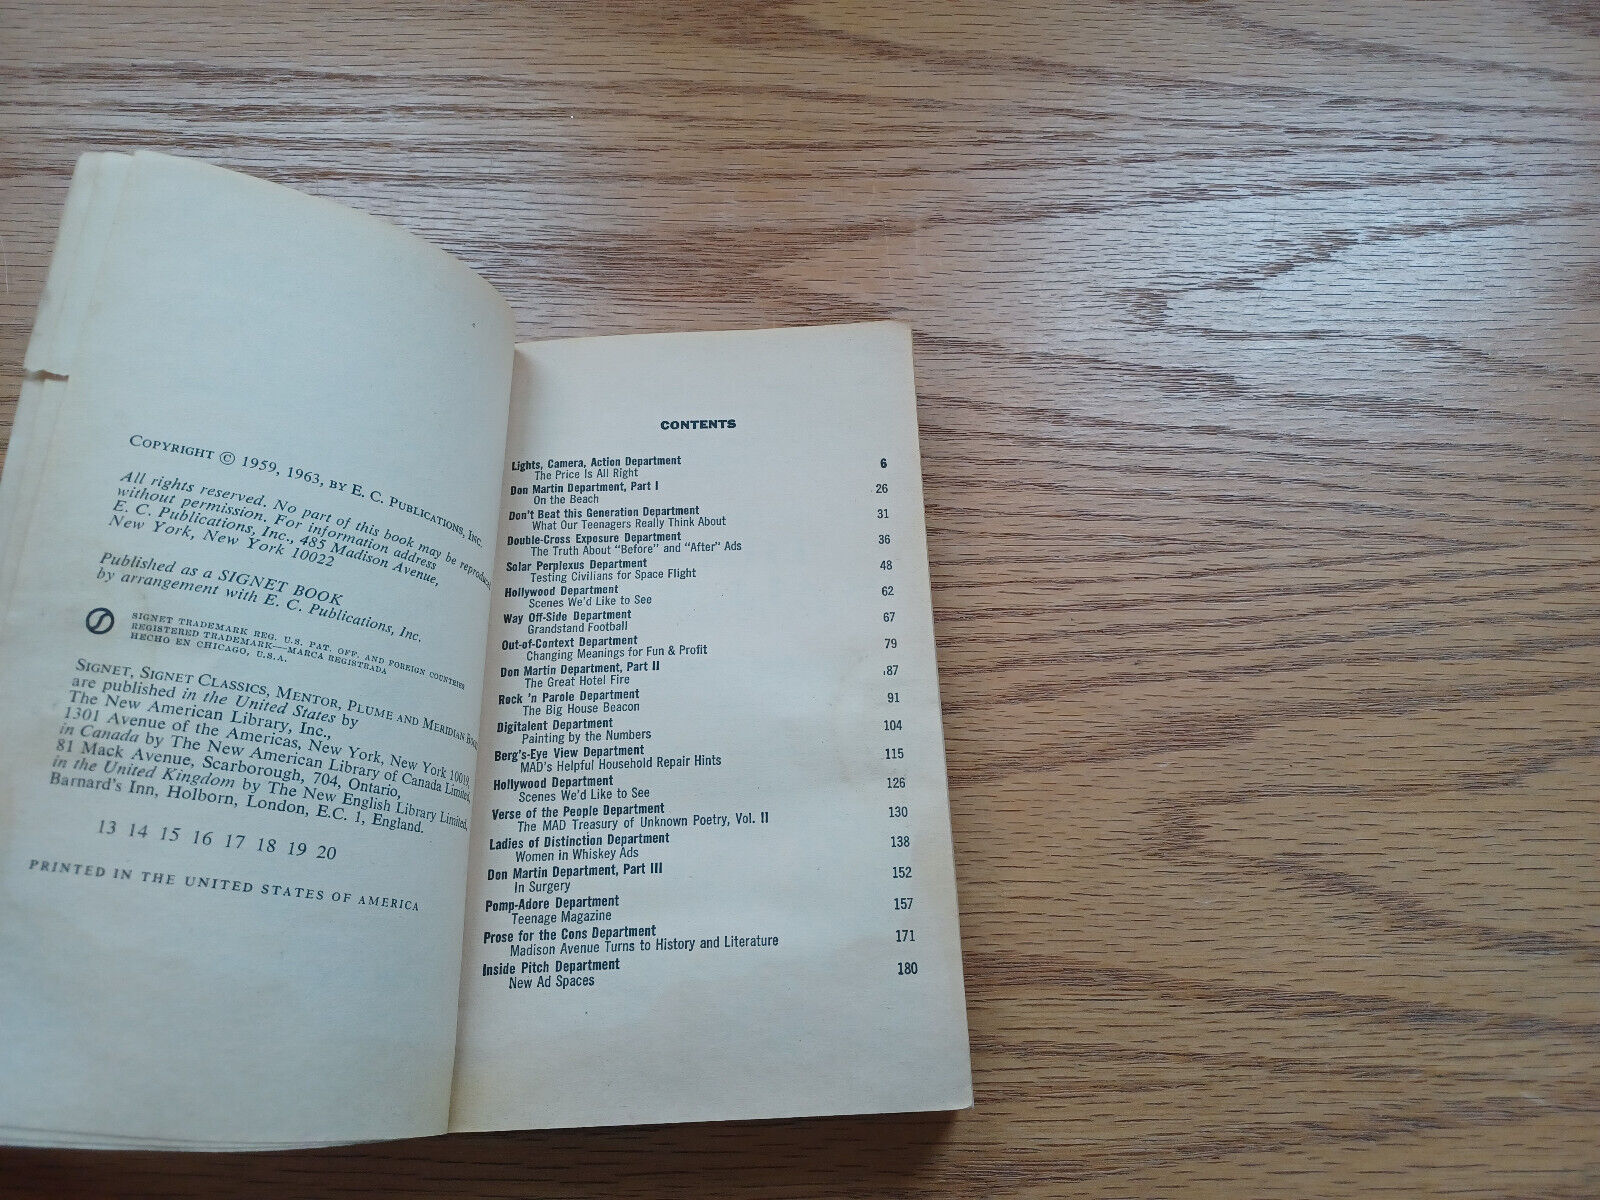 COPYRIGHT © 1959, 1963, BY E. C. PUBLICATIONS, INC.
All rights reserved. No part of this book may be reproduced
without permission. For information address
E. C. Publications, Inc., 485 Madison Avenue,
New York, New York 10022
Published as a SIGNET BOOK
by arrangement with E. C. Publications, Inc.
SIGNET TRADEMARK REG. U.S. PAT. OFF. AND FOREIGN COUNTRIES
REGISTERED TRADEMARK—MARCA REGISTRADA
HECHO EN CHICAGO, U.S.A.
SIGNET, SIGNET CLASSICS, MENTOR, PLUME AND MERIDIAN
are published in the United States by
The New American Library, Inc.,
1301 Avenue of the Americas, New York, New York 10019,
in Canada by The New American Library of Canada Limited,
81 Mack Avenue, Scarborough, 704, Ontario,
in the United Kingdom by The New English Library Limited,
Barnard's Inn, Holborn, London, E.C. 1, England.
13 14 15 16 17 18 19 20
PRINTED IN THE UNITED STATES OF AMERICA
CONTENTS
Lights, Camera, Action Department 6
The Price Is All Right
Don Martin Department, Part I 26
On the Beach
Don't Beat this Generation Department 31
What Our Teenagers Really Think About
Double-Cross Exposure Department 36
The Truth About "Before" and "After" Ads
Solar Perplexus Department 48
Testing Civilians for Space Flight
Hollywood Department 62
Scenes We'd Like to See
Way Off-Side Department 67
Grandstand Football
Out-of-Context Department 79
Changing Meanings for Fun & Profit
Don Martin Department, Part II 87
The Great Hotel Fire
Rock 'n Parole Department 91
The Big House Beacon
Digitalent Department 104
Painting by the Numbers
Berg's-Eye View Department 115
MAD's Helpful Household Repair Hints
Hollywood Department 126
Scenes We'd Like to See
Verse of the People Department 130
The MAD Treasury of Unknown Poetry, Vol. II
Ladies of Distinction Department 138
Women in Whiskey Ads
Don Martin Department, Part III 152
In Surgery
Pomp-Adore Department 157
Teenage Magazine
Prose for the Cons Department 171
Madison Avenue Turns to History and Literature
Inside Pitch Department 180
New Ad Spaces